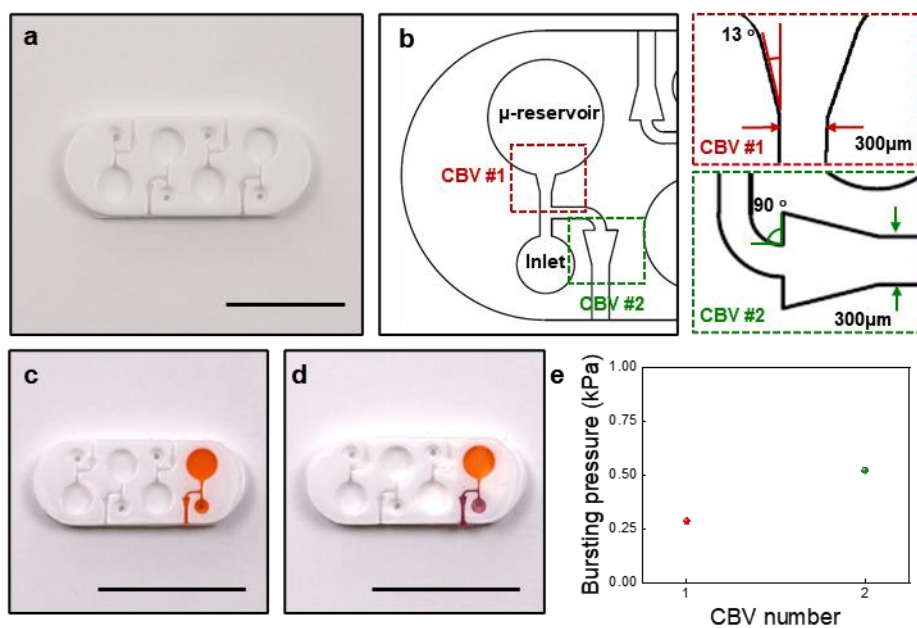 a
b
μ-reservoir
CBV #1
Inlet
CBV #2
13 °
CBV #1
300μm
90 °
CBV #2
300μm
c
d
e
Bursting pressure (kPa)
1.00
0.75
0.50
0.25
0.00
1
2
CBV number